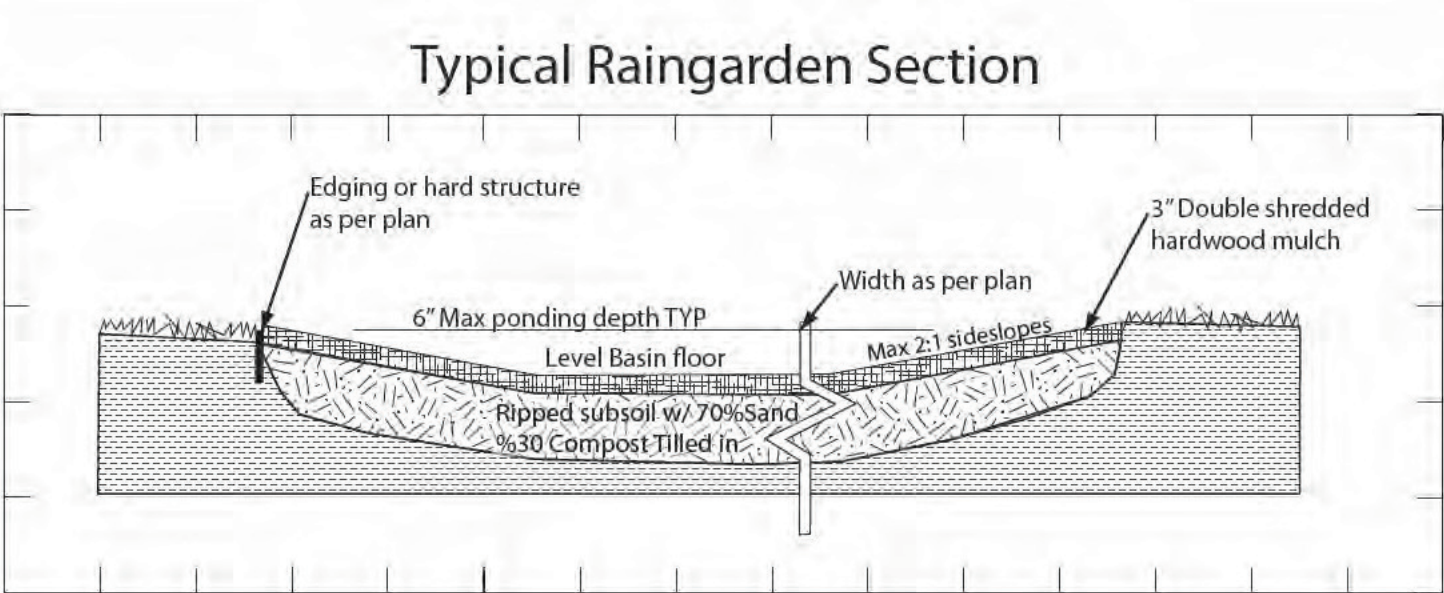 Typical Raingarden Section
Edging or hard structure
as per plan
3" Double shredded
hardwood mulch
Width as per plan
6" Max ponding depth TYP
Max 2:1 sideslopes
Level Basin floor
Ripped subsoil w/ 70%Sand
%30 Compost Tilled in